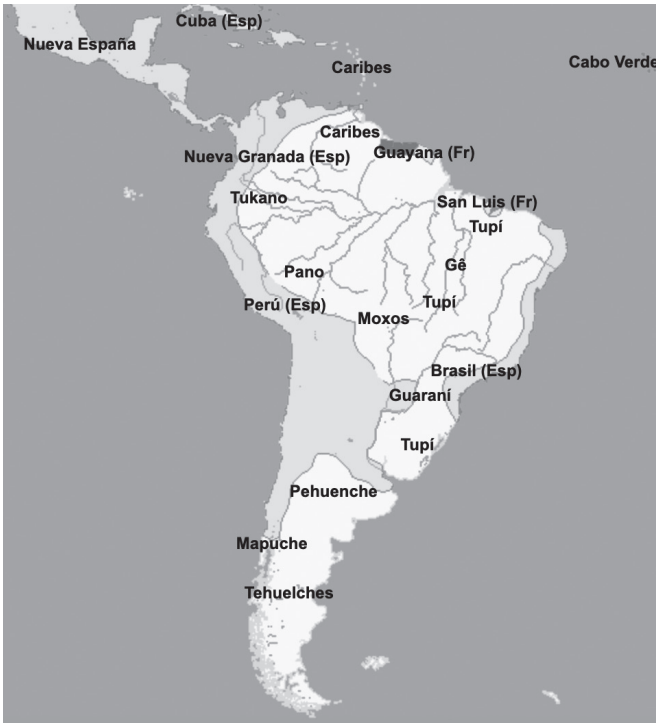 Cuba (Esp)
Nueva España
Caribes
Cabo Verde
Caribes
Guayana (Fr)
Nueva Granada (Esp)
Tukano
San Luis (Fr)
Tupí
Gê
Pano
Tupí
Perú (Esp)
Moxos
Brasil (Esp)
Guaraní
Tupí
Pehuenche
Mapuche
Tehuelches